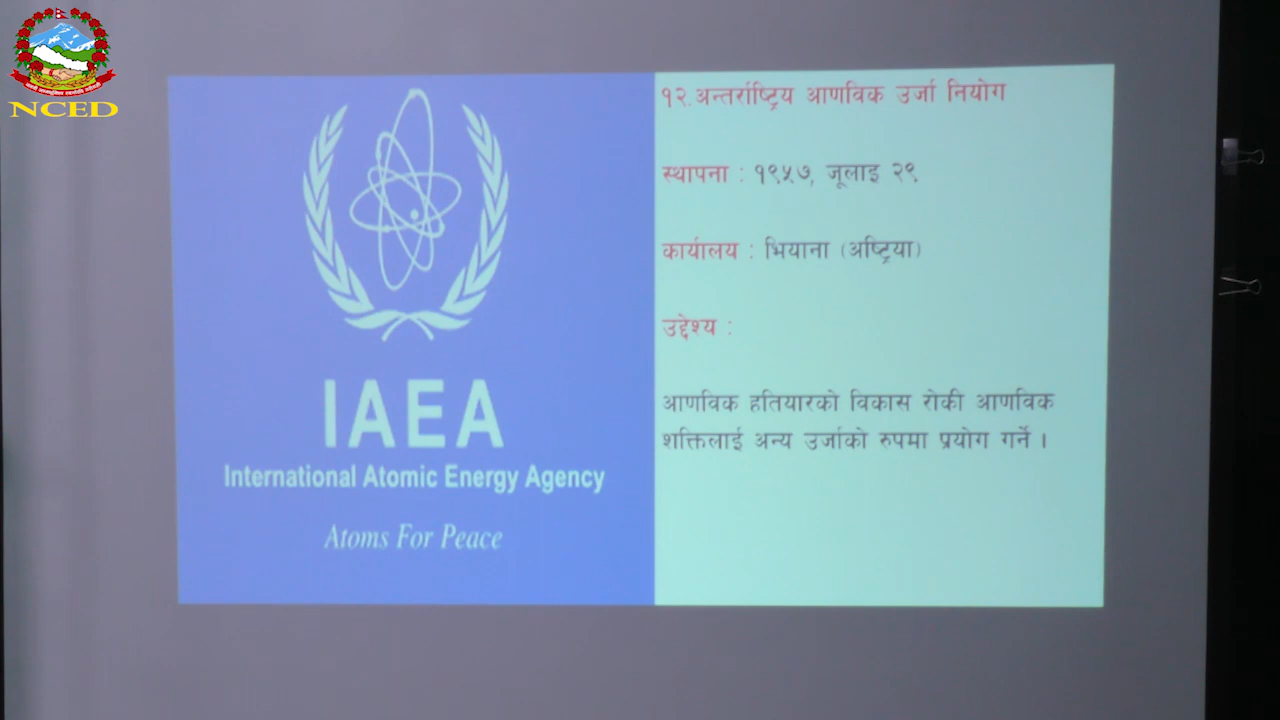 NCED
IAEA
International Atomic Energy Agency
Atoms For Peace
१२.अन्तर्राष्ट्रिय आणविक उर्जा नियोग
स्थापना : १९५७, जूलाइ २९
कार्यालय : भियाना (अष्ट्रिया)
उद्देश्य :
आणविक हतियारको विकास रोकी आणविक
शक्तिलाई अन्य उर्जाको रुपमा प्रयोग गर्ने ।